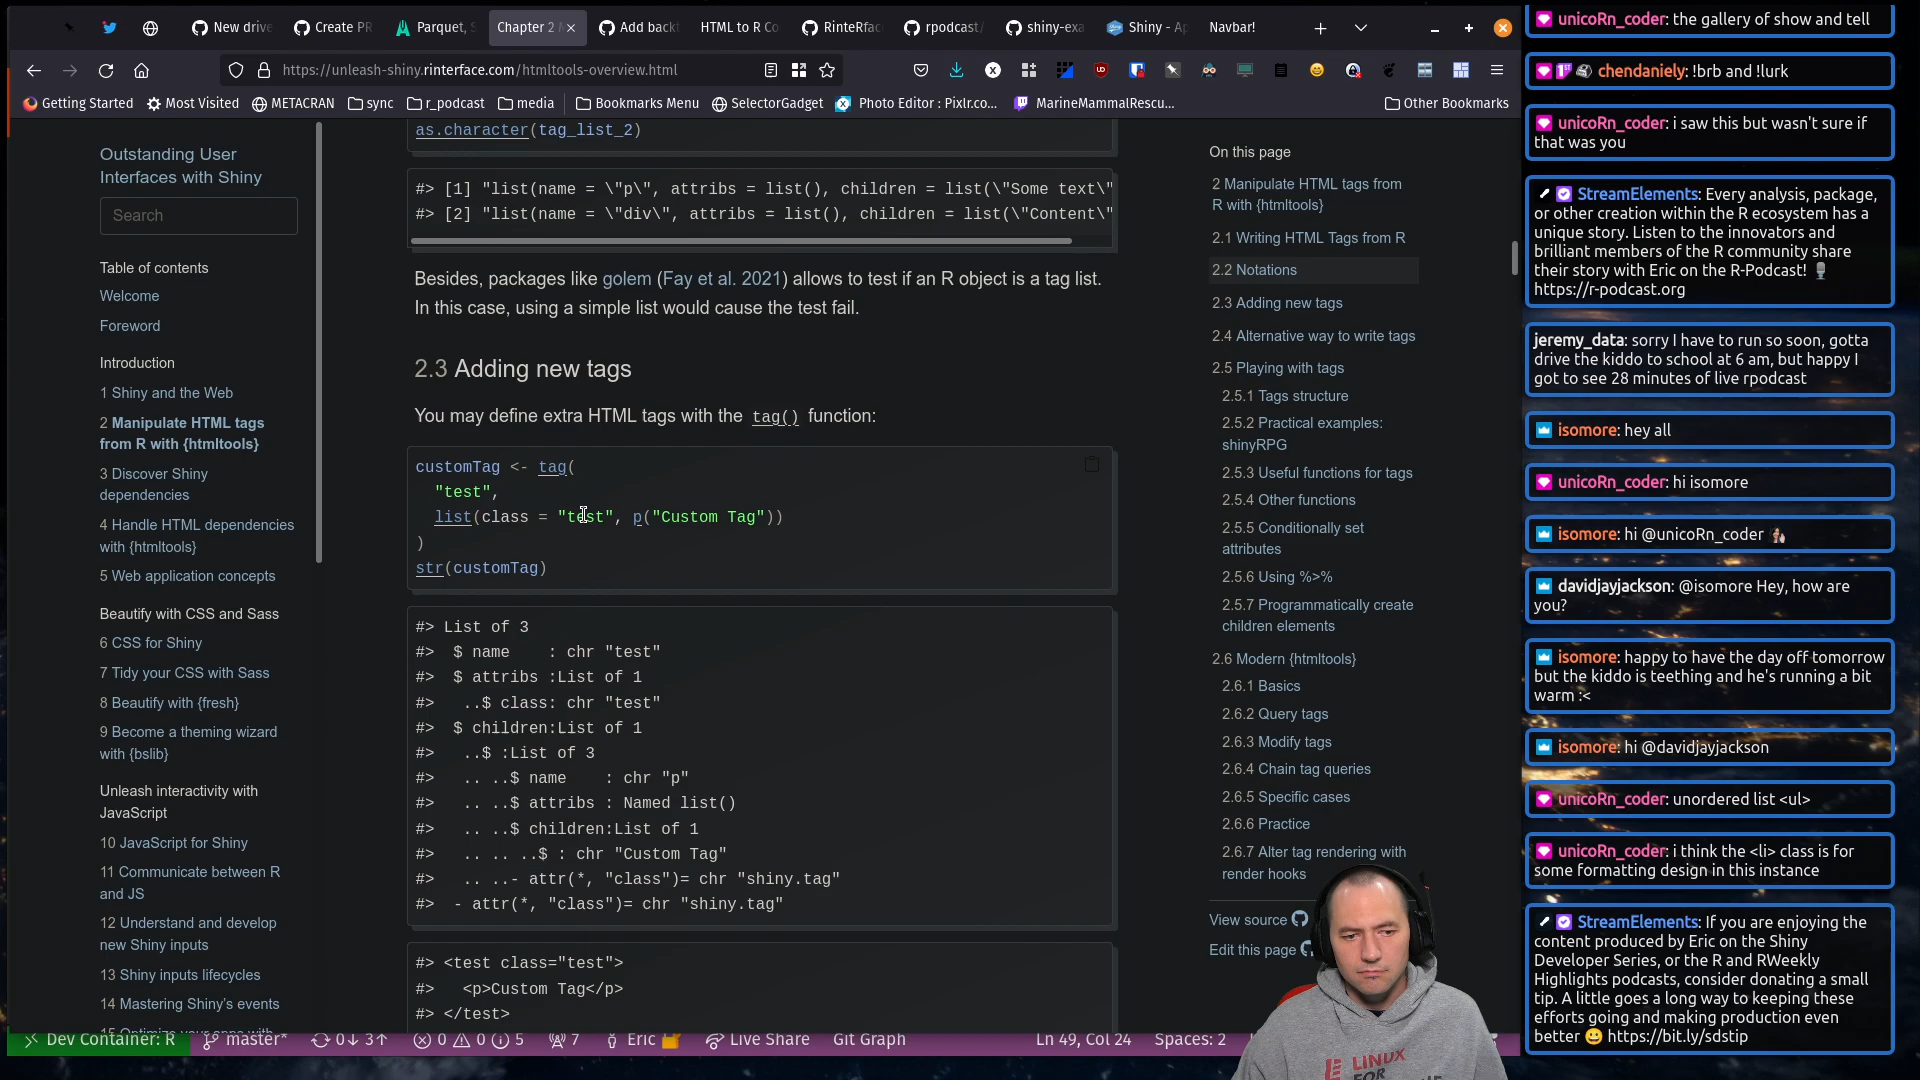 New drive
Create PR
Parquet, S
Chapter 2 M
Add backt
HTML to R Co
RinteRfac
rpodcast/
shiny-exa
Shiny - Ap
Navbar!
https://unleash-shiny.rinterface.com/htmltools-overview.html
Getting Started
Most Visited
METACRAN
sync
r_podcast
media
Bookmarks Menu
SelectorGadget
Photo Editor : Pixlr.co...
MarineMammalRescu...
Other Bookmarks
Outstanding User
Interfaces with Shiny
Search
Table of contents
Welcome
Foreword
Introduction
1 Shiny and the Web
2 Manipulate HTML tags
from R with {htmltools}
3 Discover Shiny
dependencies
4 Handle HTML dependencies
with {htmltools}
5 Web application concepts
Beautify with CSS and Sass
6 CSS for Shiny
7 Tidy your CSS with Sass
8 Beautify with {fresh}
9 Become a theming wizard
with {bslib}
Unleash interactivity with
JavaScript
10 JavaScript for Shiny
11 Communicate between R
and JS
12 Understand and develop
new Shiny inputs
13 Shiny inputs lifecycles
14 Mastering Shiny's events
15 Optimize your apps with
as.character(tag_list_2)
#> [1] "list(name = \"p\", attribs = list(), children = list(\"Some text\"
#> [2] "list(name = \"div\", attribs = list(), children = list(\"Content\"
Besides, packages like golem (Fay et al. 2021) allows to test if an R object is a tag list.
In this case, using a simple list would cause the test fail.
2.3 Adding new tags
You may define extra HTML tags with the tag() function:
customTag <- tag(
"test",
list(class = "test", p("Custom Tag"))
)
str(customTag)
#> List of 3
#>  $ name    : chr "test"
#>  $ attribs :List of 1
#>   ..$ class: chr "test"
#>  $ children:List of 1
#>   ..$ :List of 3
#>   .. ..$ name    : chr "p"
#>   .. ..$ attribs : Named list()
#>   .. ..$ children:List of 1
#>   .. .. ..$ : chr "Custom Tag"
#>   .. ..- attr(*, "class")= chr "shiny.tag"
#>  - attr(*, "class")= chr "shiny.tag"
#> <test class="test">
#>   <p>Custom Tag</p>
#> </test>
On this page
2 Manipulate HTML tags from
R with {htmltools}
2.1 Writing HTML Tags from R
2.2 Notations
2.3 Adding new tags
2.4 Alternative way to write tags
2.5 Playing with tags
2.5.1 Tags structure
2.5.2 Practical examples:
shinyRPG
2.5.3 Useful functions for tags
2.5.4 Other functions
2.5.5 Conditionally set
attributes
2.5.6 Using %>%
2.5.7 Programmatically create
children elements
2.6 Modern {htmltools}
2.6.1 Basics
2.6.2 Query tags
2.6.3 Modify tags
2.6.4 Chain tag queries
2.6.5 Specific cases
2.6.6 Practice
2.6.7 Alter tag rendering with
render hooks
View source
Edit this page
Dev Container: R
master*
0↓ 3↑
0
0
5
7
Eric
Live Share
Git Graph
Ln 49, Col 24
Spaces: 2
LINUX
FOR
unicoRn_coder: the gallery of show and tell
chendaniely: !brb and !lurk
unicoRn_coder: i saw this but wasn't sure if
that was you
StreamElements: Every analysis, package,
or other creation within the R ecosystem has a
unique story. Listen to the innovators and
brilliant members of the R community share
their story with Eric on the R-Podcast! 🎙️
https://r-podcast.org
jeremy_data: sorry I have to run so soon, gotta
drive the kiddo to school at 6 am, but happy I
got to see 28 minutes of live rpodcast
isomore: hey all
unicoRn_coder: hi isomore
isomore: hi @unicoRn_coder
davidjayjackson: @isomore Hey, how are
you?
isomore: happy to have the day off tomorrow
but the kiddo is teething and he's running a bit
warm :<
isomore: hi @davidjayjackson
unicoRn_coder: unordered list <ul>
unicoRn_coder: i think the <li> class is for
some formatting design in this instance
StreamElements: If you are enjoying the
content produced by Eric on the Shiny
Developer Series, or the R and RWeekly
Highlights podcasts, consider donating a small
tip. A little goes a long way to keeping these
efforts going and making production even
better 😀 https://bit.ly/sdstip